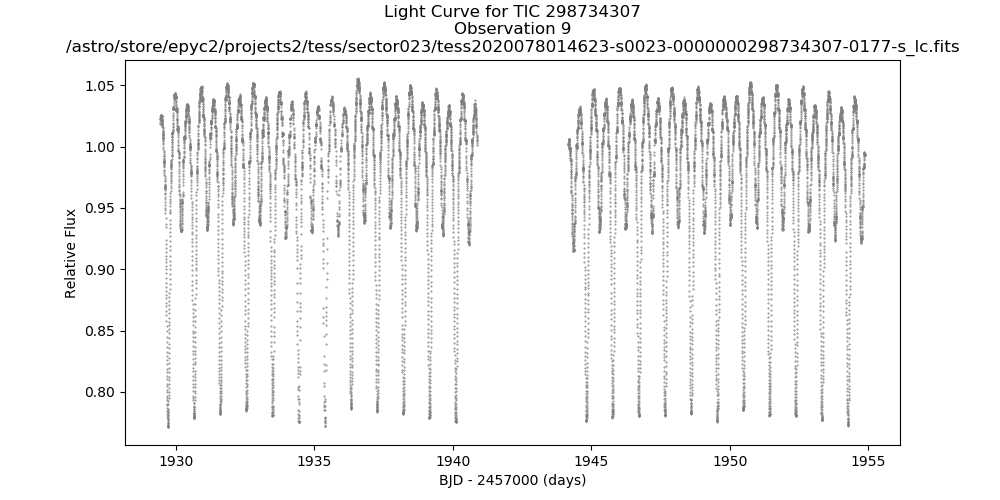 Light Curve for TIC 298734307
Observation 9
/astro/store/epyc2/projects2/tess/sector023/tess2020078014623-s0023-0000000298734307-0177-s_lc.fits
1.05
1.00
0.95
0.90
0.85
0.80
Relative Flux
1930
1935
1940
1945
1950
1955
BJD - 2457000 (days)